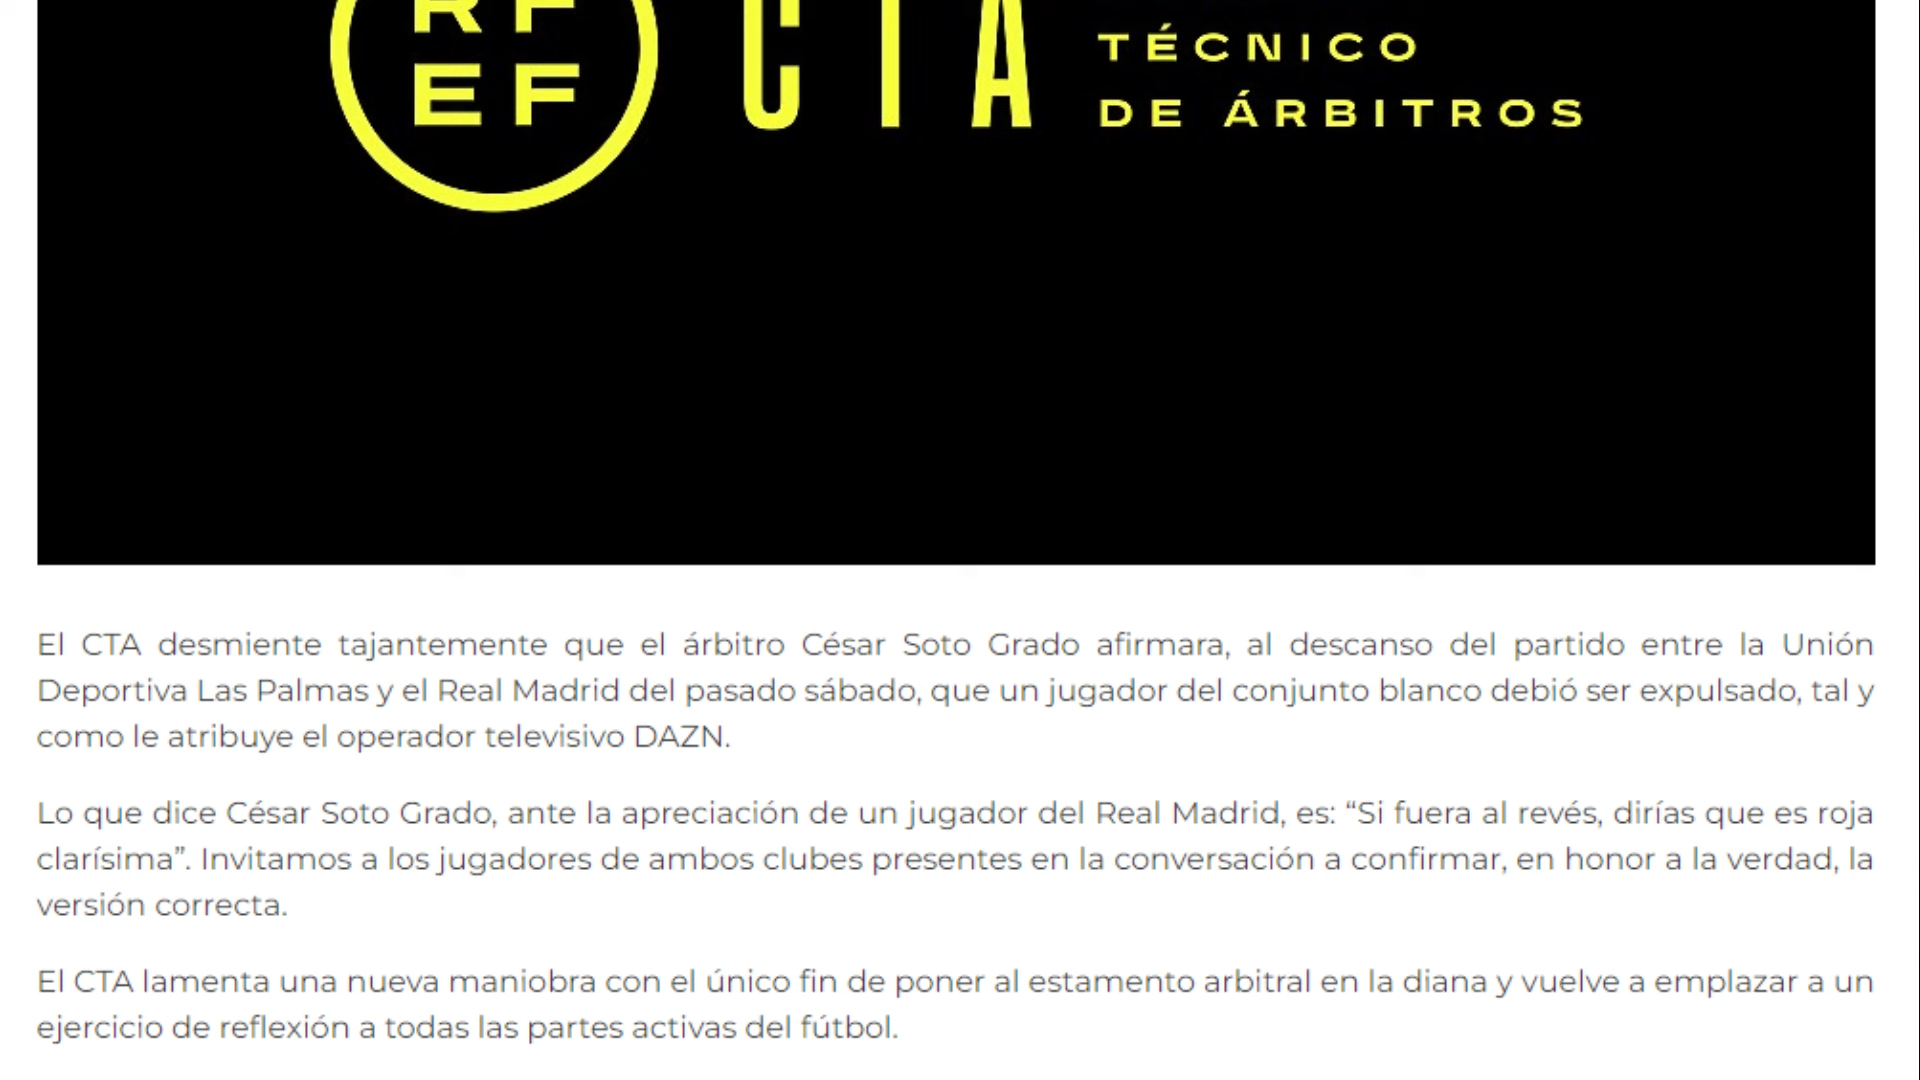 RF
EF
CTA
TÉCNICO
DE ÁRBITROS
El CTA desmiente tajantemente que el árbitro César Soto Grado afirmara, al descanso del partido entre la Unión
Deportiva Las Palmas y el Real Madrid del pasado sábado, que un jugador del conjunto blanco debió ser expulsado, tal y
como le atribuye el operador televisivo DAZN.
Lo que dice César Soto Grado, ante la apreciación de un jugador del Real Madrid, es: “Si fuera al revés, dirías que es roja
clarísima”. Invitamos a los jugadores de ambos clubes presentes en la conversación a confirmar, en honor a la verdad, la
versión correcta.
El CTA lamenta una nueva maniobra con el único fin de poner al estamento arbitral en la diana y vuelve a emplazar a un
ejercicio de reflexión a todas las partes activas del fútbol.